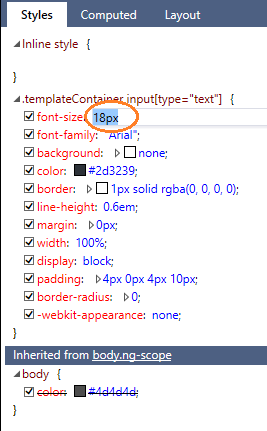 Styles Computed Layout
Inline style {
}
.templateContainer input[type="text"] {
font-size: 18px
font-family: "Arial";
background: none;
color: #2d3239;
border: 1px solid rgba(0, 0, 0, 0);
line-height: 0.6em;
margin: 0px;
width: 100%;
display: block;
padding: 4px 0px 4px 10px;
border-radius: 0;
-webkit-appearance: none;
}
Inherited from body.ng-scope
body {
color: #4d4d4d;
}